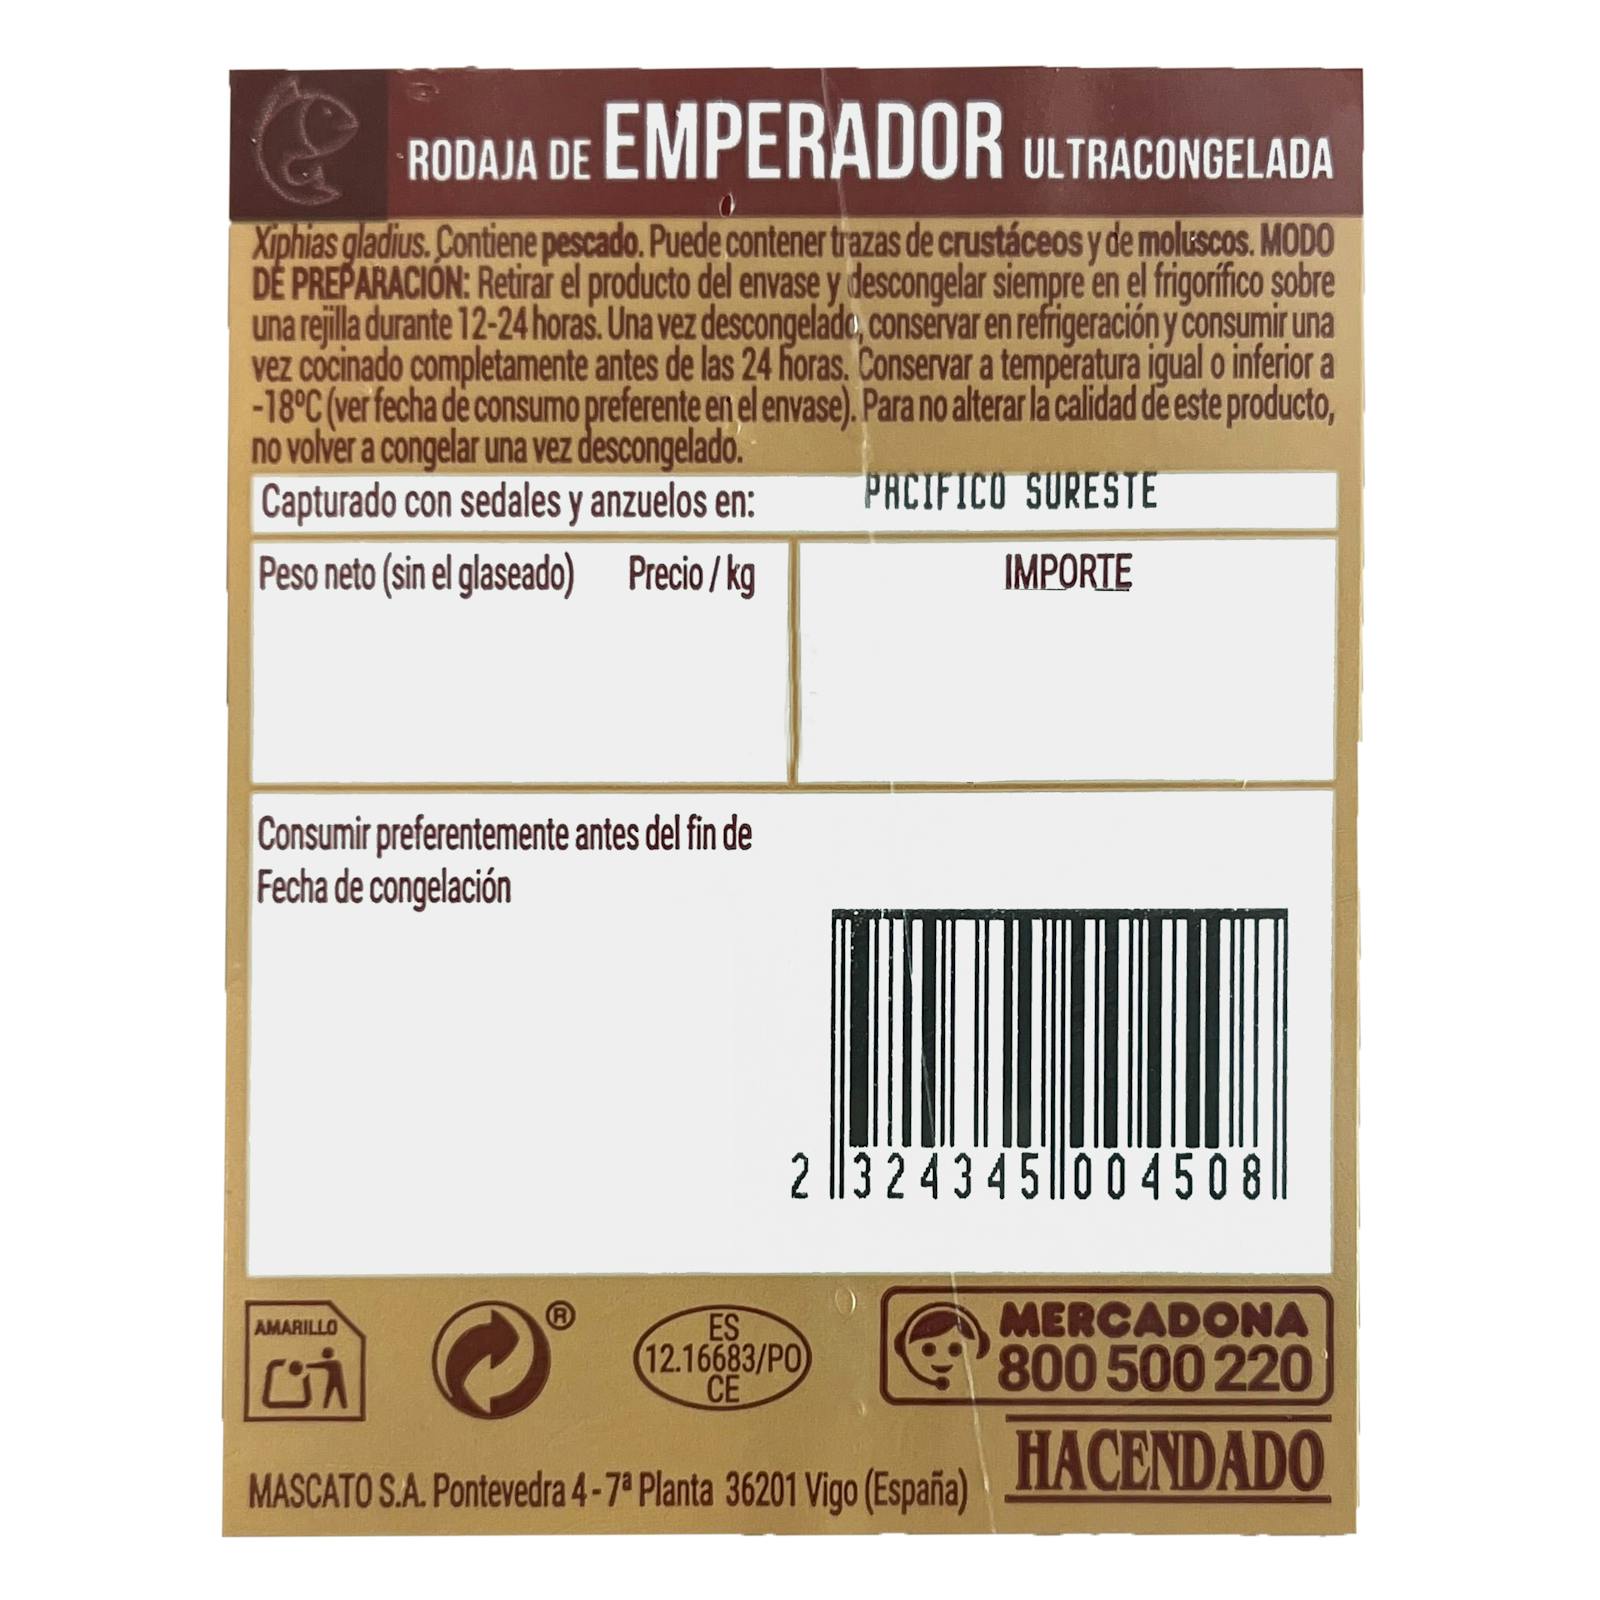 RODAJA DE EMPERADOR ULTRACONGELADA
Xiphias gladius. Contiene pescado. Puede contener trazas de crustáceos y de moluscos. MODO
DE PREPARACIÓN: Retirar el producto del envase y descongelar siempre en el frigorífico sobre
una rejilla durante 12-24 horas. Una vez descongelado, conservar en refrigeración y consumir una
vez cocinado completamente antes de las 24 horas. Conservar a temperatura igual o inferior a
-18ºC (ver fecha de consumo preferente en el envase). Para no alterar la calidad de este producto,
no volver a congelar una vez descongelado.
Capturado con sedales y anzuelos en: PACIFICO SURESTE
Peso neto (sin el glaseado) Precio / kg IMPORTE
Consumir preferentemente antes del fin de
Fecha de congelación
2 324345 004508
AMARILLO
®
ES
12.16683/PO
CE
MERCADONA
800 500 220
HACENDADO
MASCATO S.A. Pontevedra 4 - 7ª Planta 36201 Vigo (España)